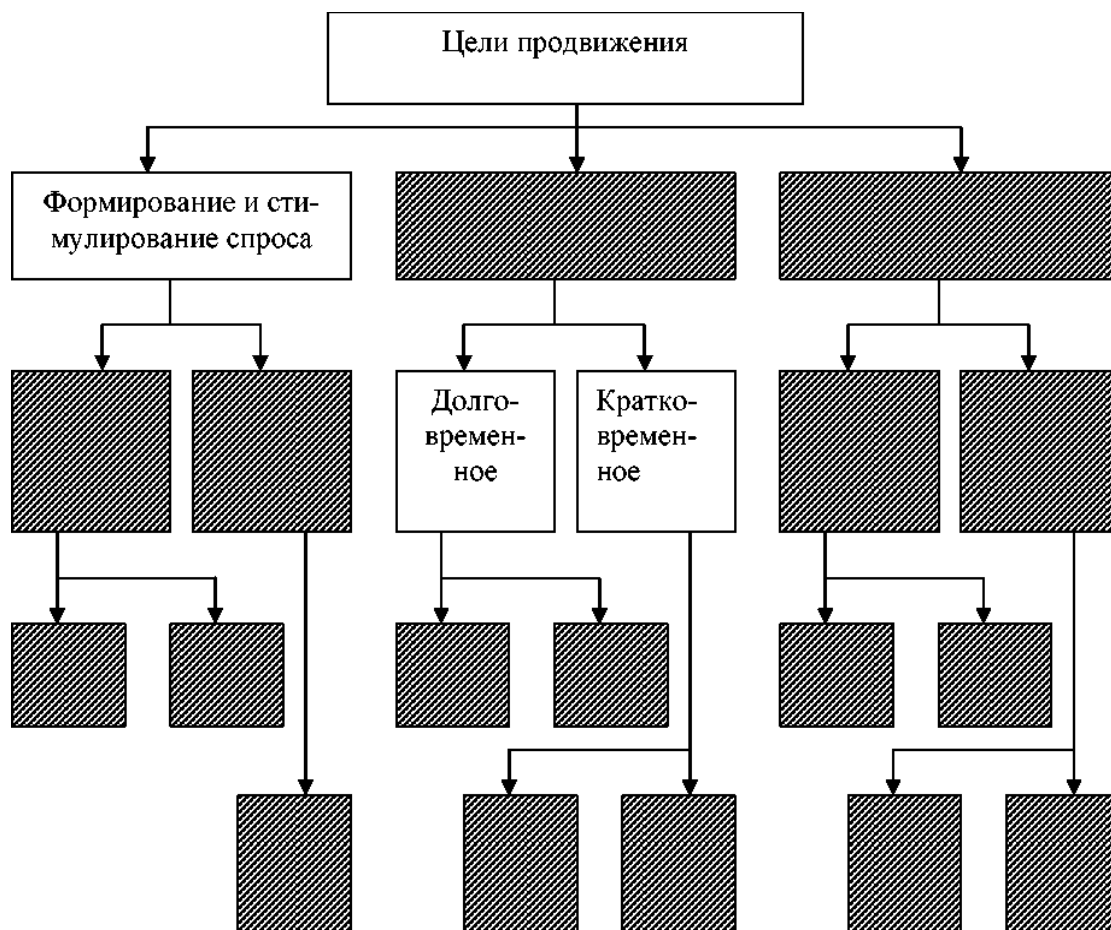 Цели продвижения
Формирование и сти-
мулирование спроса
Долго-
времен-
ное
Кратко-
времен-
ное